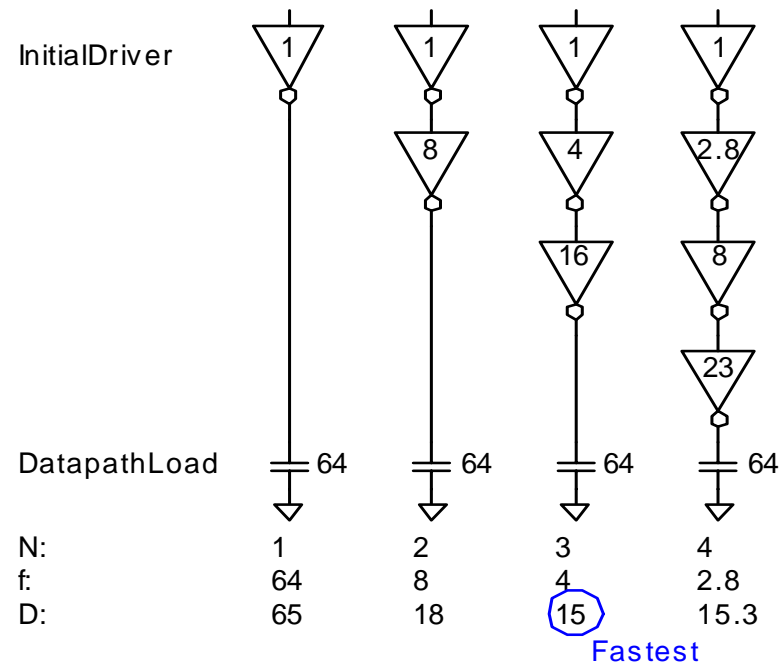 InitialDriver 1 1 1 1
8 4 2.8
16 8
23
DatapathLoad 64 64 64 64
N: 1 2 3 4
f: 64 8 4 2.8
D: 65 18 15 15.3
Fastest